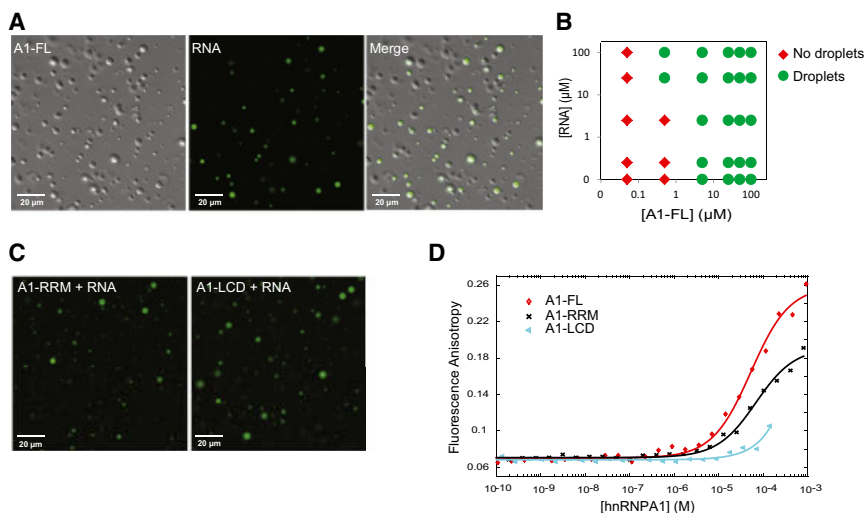 A
A1-FL
RNA
Merge
20 µm
20 µm
20 µm
B
[RNA] (µM)
100
10
1
0
0
0.1
1
10
100
[A1-FL] (µM)
No droplets
Droplets
C
A1-RRM + RNA
A1-LCD + RNA
20 µm
20 µm
D
Fluorescence Anisotropy
0.26
0.22
0.18
0.14
0.1
0.06
A1-FL
A1-RRM
A1-LCD
10-10
10-9
10-8
10-7
10-6
10-5
10-4
10-3
[hnRNPA1] (M)